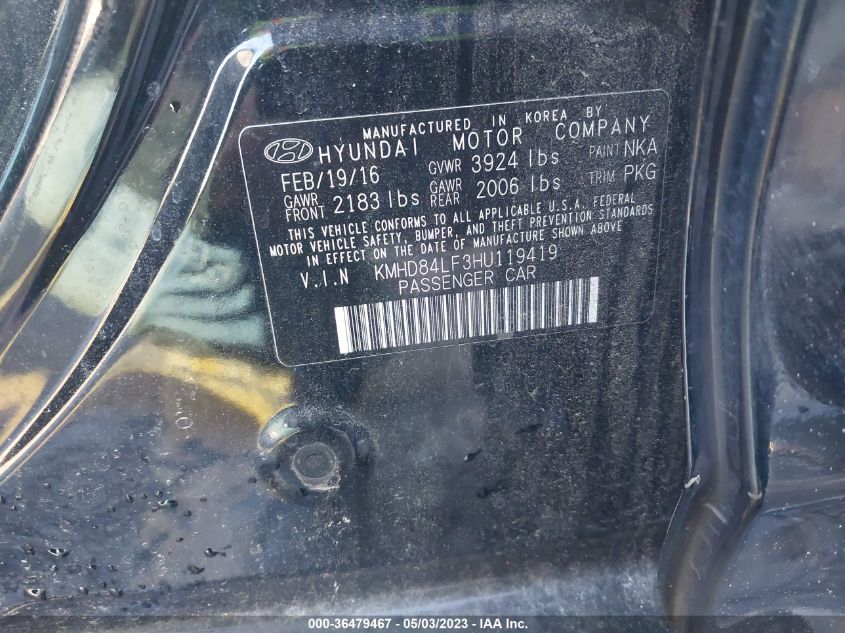 MANUFACTURED IN KOREA BY
HYUNDAI MOTOR COMPANY
FEB/19/16 GVWR 3924 lbs PAINT NKA
GAWR FRONT 2183 lbs GAWR REAR 2006 lbs TRIM PKG
THIS VEHICLE CONFORMS TO ALL APPLICABLE U.S.A. FEDERAL
MOTOR VEHICLE SAFETY, BUMPER, AND THEFT PREVENTION STANDARDS
IN EFFECT ON THE DATE OF MANUFACTURE SHOWN ABOVE
V.I.N KMHD84LF3HU119419
PASSENGER CAR
000-36479467 - 05/03/2023 - IAA Inc.